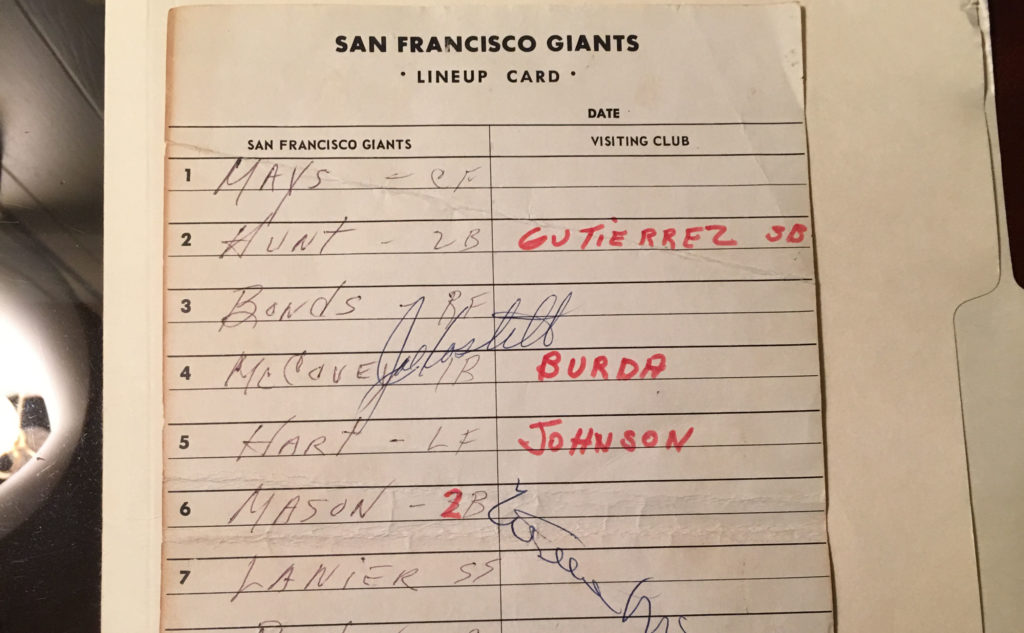 SAN FRANCISCO GIANTS
• LINEUP CARD •
DATE
SAN FRANCISCO GIANTS VISITING CLUB
1 MAYS - CF
2 HUNT - 2B GUTIERREZ 3B
3 BONDS - RF
4 McCOVEY 1B BURDA
5 HART - LF JOHNSON
6 MASON - 2B
7 LANIER SS